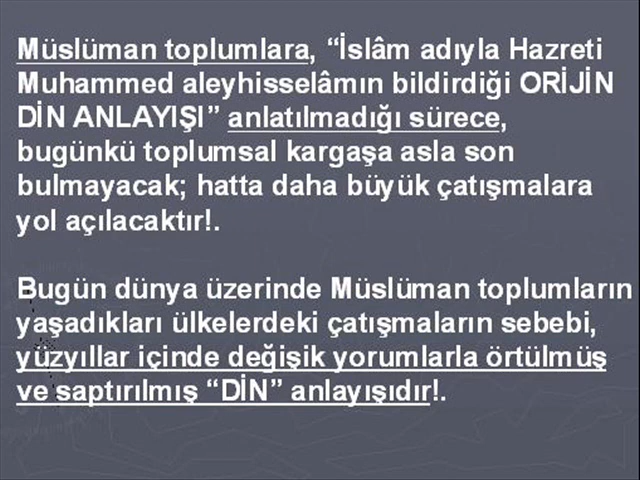 Müslüman toplumlara, “İslâm adıyla Hazreti
Muhammed aleyhisselâmın bildirdiği ORİJİN
DİN ANLAYIŞI” anlatılmadığı sürece,
bugünkü toplumsal kargaşa asla son
bulmayacak; hatta daha büyük çatışmalara
yol açılacaktır!.
Bugün dünya üzerinde Müslüman toplumların
yaşadıkları ülkelerdeki çatışmaların sebebi,
yüzyıllar içinde değişik yorumlarla örtülmüş
ve saptırılmış “DİN” anlayışıdır!.